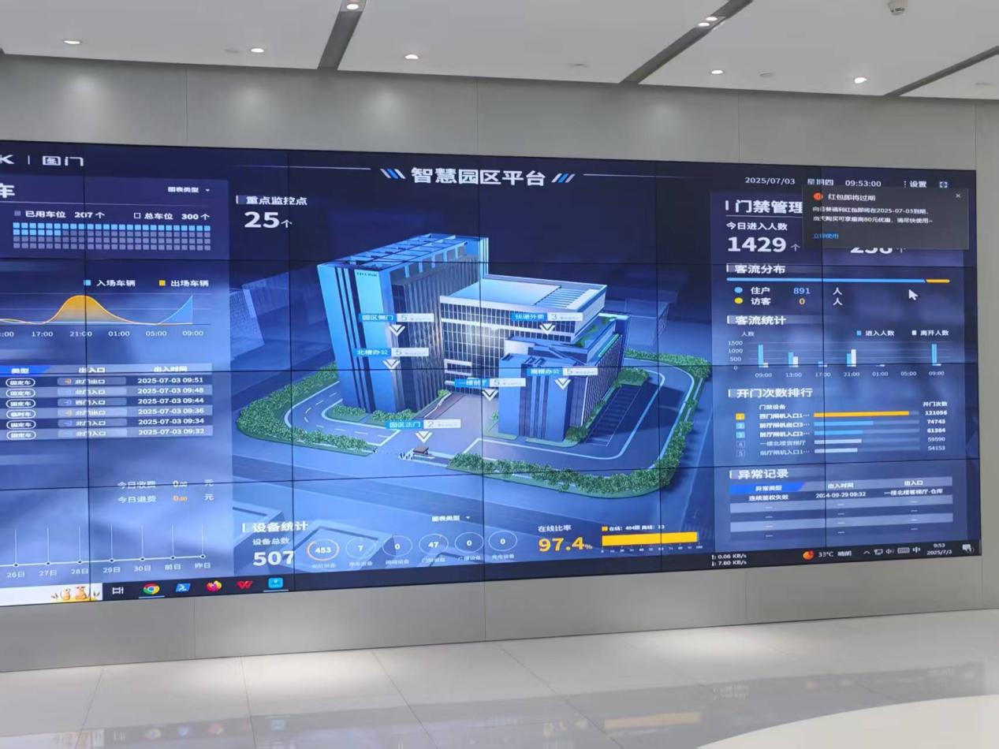 K | 图门
智慧园区平台
2025/07/03 星期四 09:53:00 设置
车
图表类型
已用车位 207个 总车位 300个
入场车辆 出场车辆
17:00 21:00 01:00 05:00 09:00
类型 出入口 出入时间
固定车 北门出口 2025-07-03 09:51
固定车 北门入口 2025-07-03 09:48
固定车 西门入口 2025-07-03 09:44
临时车 北门出口 2025-07-03 09:36
固定车 北门入口 2025-07-03 09:34
固定车 北门入口 2025-07-03 09:32
今日收费 0.00 元
今日退费 0.00 元
26日 27日 28日 29日 30日 前日 昨日
重点监控点
25个
园区侧门 5
快递外卖 3
北楼办公 5
南楼办公 5
一楼前厅 5
园区正门 2
设备统计
图表类型
设备总数
507
453 7 0 47 0 0
在线比率
97.4%
在线: 494 离线: 13
门禁管理
今日进入人数
1429个
红包即将过期
向日葵福利红包即将在2025-07-03到期,
当天购买可享最高80元优惠, 请尽快使用~
立即使用
客流分布
住户 891 人
访客 0 人
客流统计
人数 进入人数 离开人数
1500
1000
500
0
09:00 13:00 17:00 21:00 01:00 05:00 09:00
开门次数排行
门禁设备 开门次数
1 西门闸机入口1... 121056
2 前厅闸机出口3... 74743
3 前厅闸机入口2... 61384
4 一楼北楼货梯厅 59590
5 前厅闸机入口1... 54153
异常记录
异常类型 出入时间 出入口
连续鉴权失败 2024-09-29 09:32 一楼北楼客梯厅-仓库
↑: 0.06 KB/s
↓: 7.80 KB/s
33°C 晴朗 中 9:53
2025/7/3